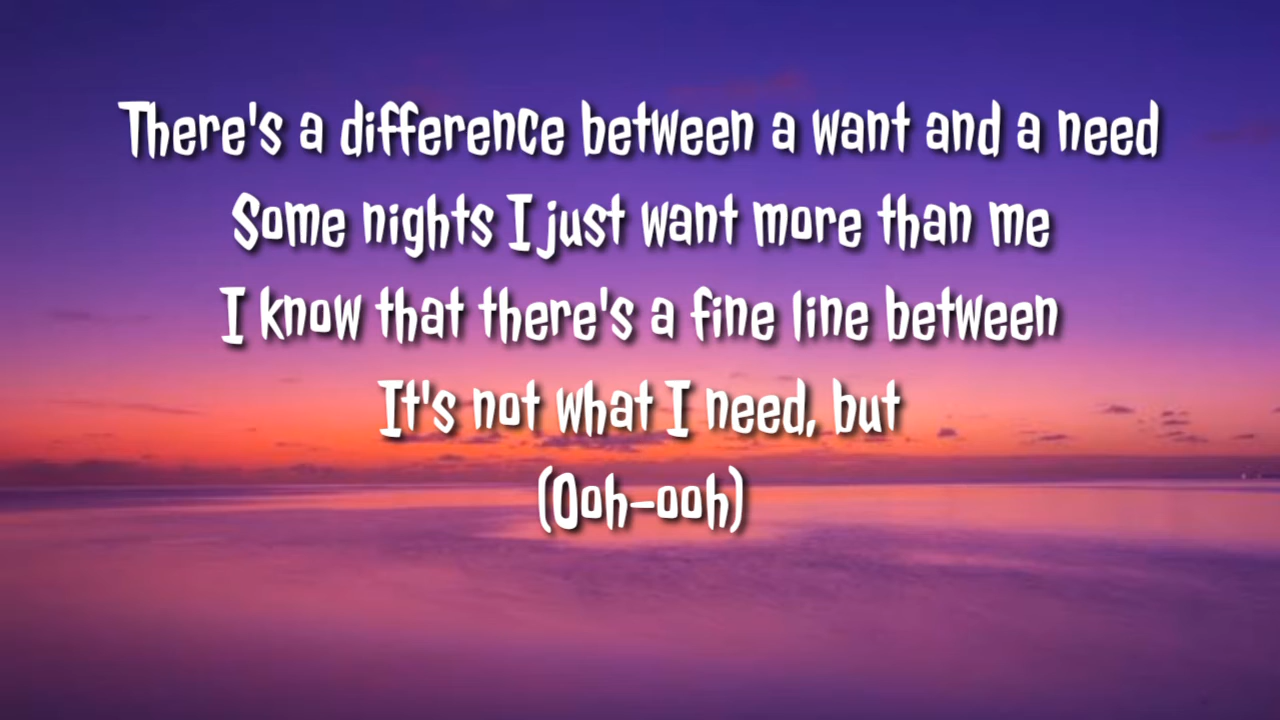 There's a difference between a want and a need
Some nights I just want more than me
I know that there's a fine line between
It's not what I need, but
(Ooh-ooh)